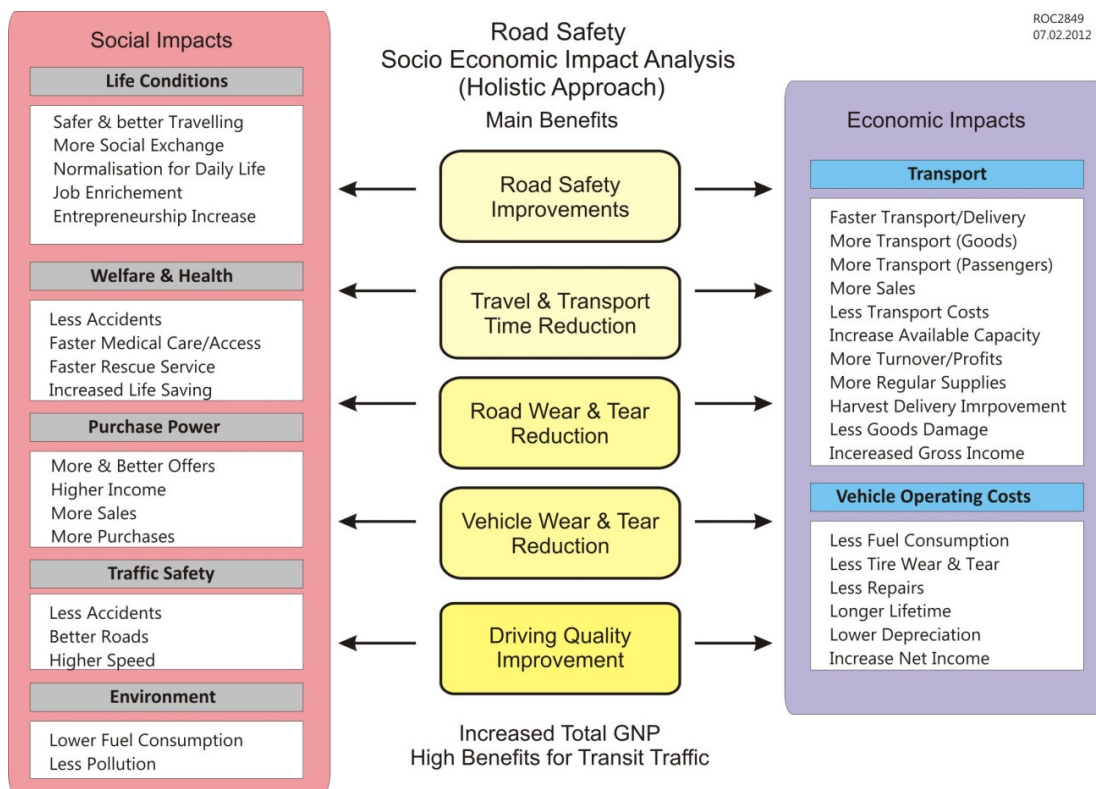 ROC2849
07.02.2012
Road Safety
Socio Economic Impact Analysis
(Holistic Approach)
Main Benefits
Social Impacts
Life Conditions
Safer & better Travelling
More Social Exchange
Normalisation for Daily Life
Job Enrichement
Entrepreneurship Increase
Welfare & Health
Less Accidents
Faster Medical Care/Access
Faster Rescue Service
Increased Life Saving
Purchase Power
More & Better Offers
Higher Income
More Sales
More Purchases
Traffic Safety
Less Accidents
Better Roads
Higher Speed
Environment
Lower Fuel Consumption
Less Pollution
Road Safety
Improvements
Travel & Transport
Time Reduction
Road Wear & Tear
Reduction
Vehicle Wear & Tear
Reduction
Driving Quality
Improvement
Increased Total GNP
High Benefits for Transit Traffic
Economic Impacts
Transport
Faster Transport/Delivery
More Transport (Goods)
More Transport (Passengers)
More Sales
Less Transport Costs
Increase Available Capacity
More Turnover/Profits
More Regular Supplies
Harvest Delivery Imrpovement
Less Goods Damage
Incereased Gross Income
Vehicle Operating Costs
Less Fuel Consumption
Less Tire Wear & Tear
Less Repairs
Longer Lifetime
Lower Depreciation
Increase Net Income